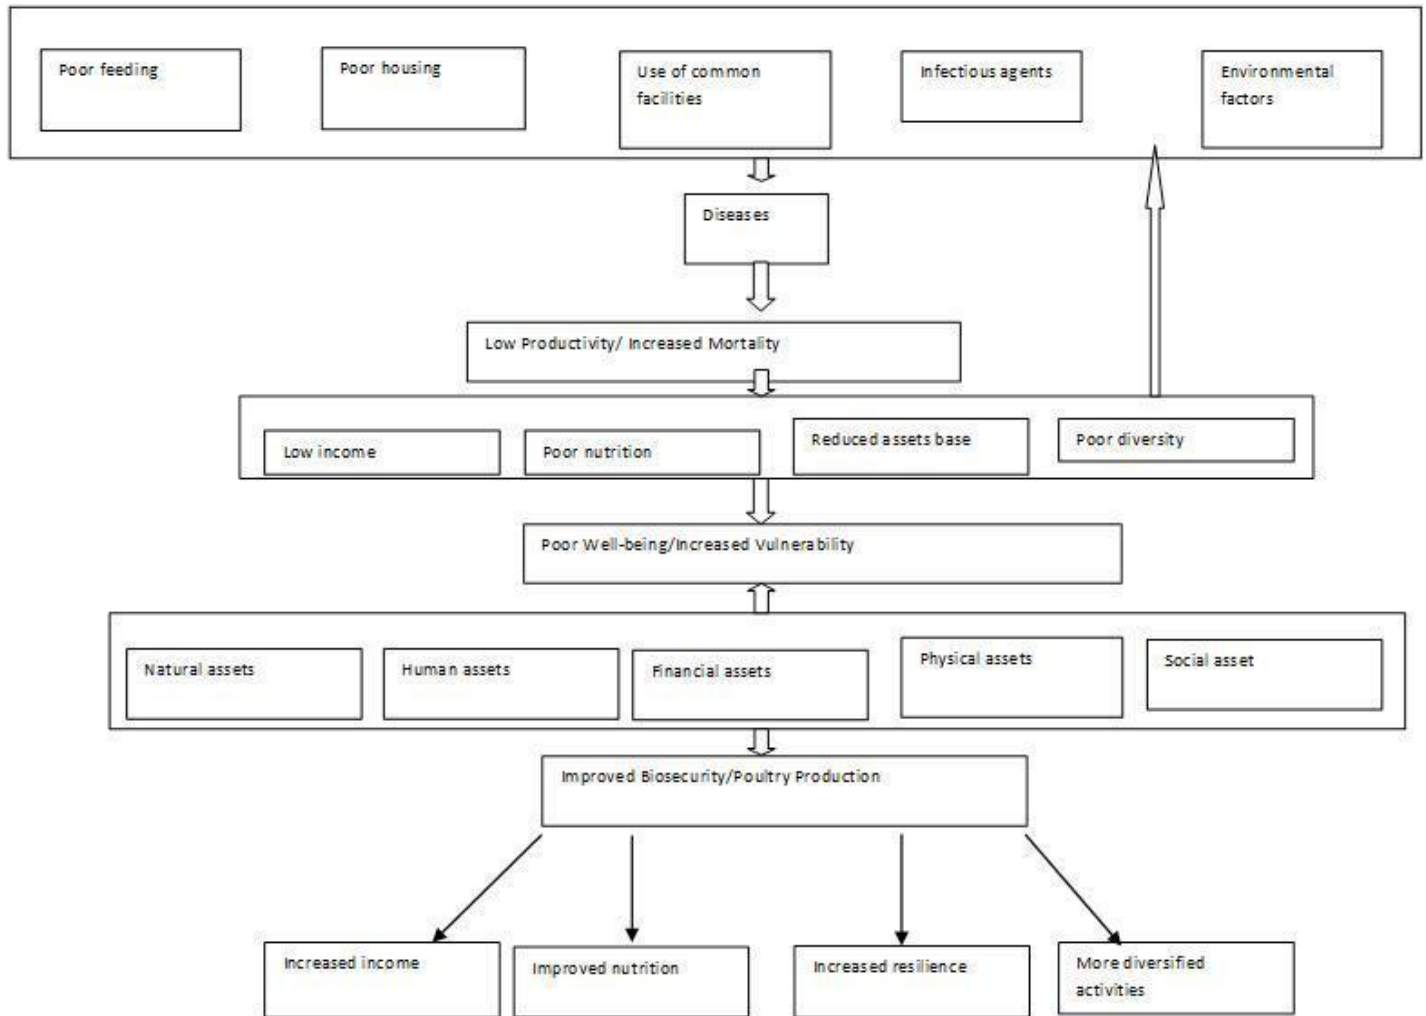 Poor feeding
Poor housing
Use of common
facilities
Infectious agents
Environmental
factors
Diseases
Low Productivity/ Increased Mortality
Low income
Poor nutrition
Reduced assets base
Poor diversity
Poor Well-being/Increased Vulnerability
Natural assets
Human assets
Financial assets
Physical assets
Social asset
Improved Biosecurity/Poultry Production
Increased income
Improved nutrition
Increased resilience
More diversified
activities